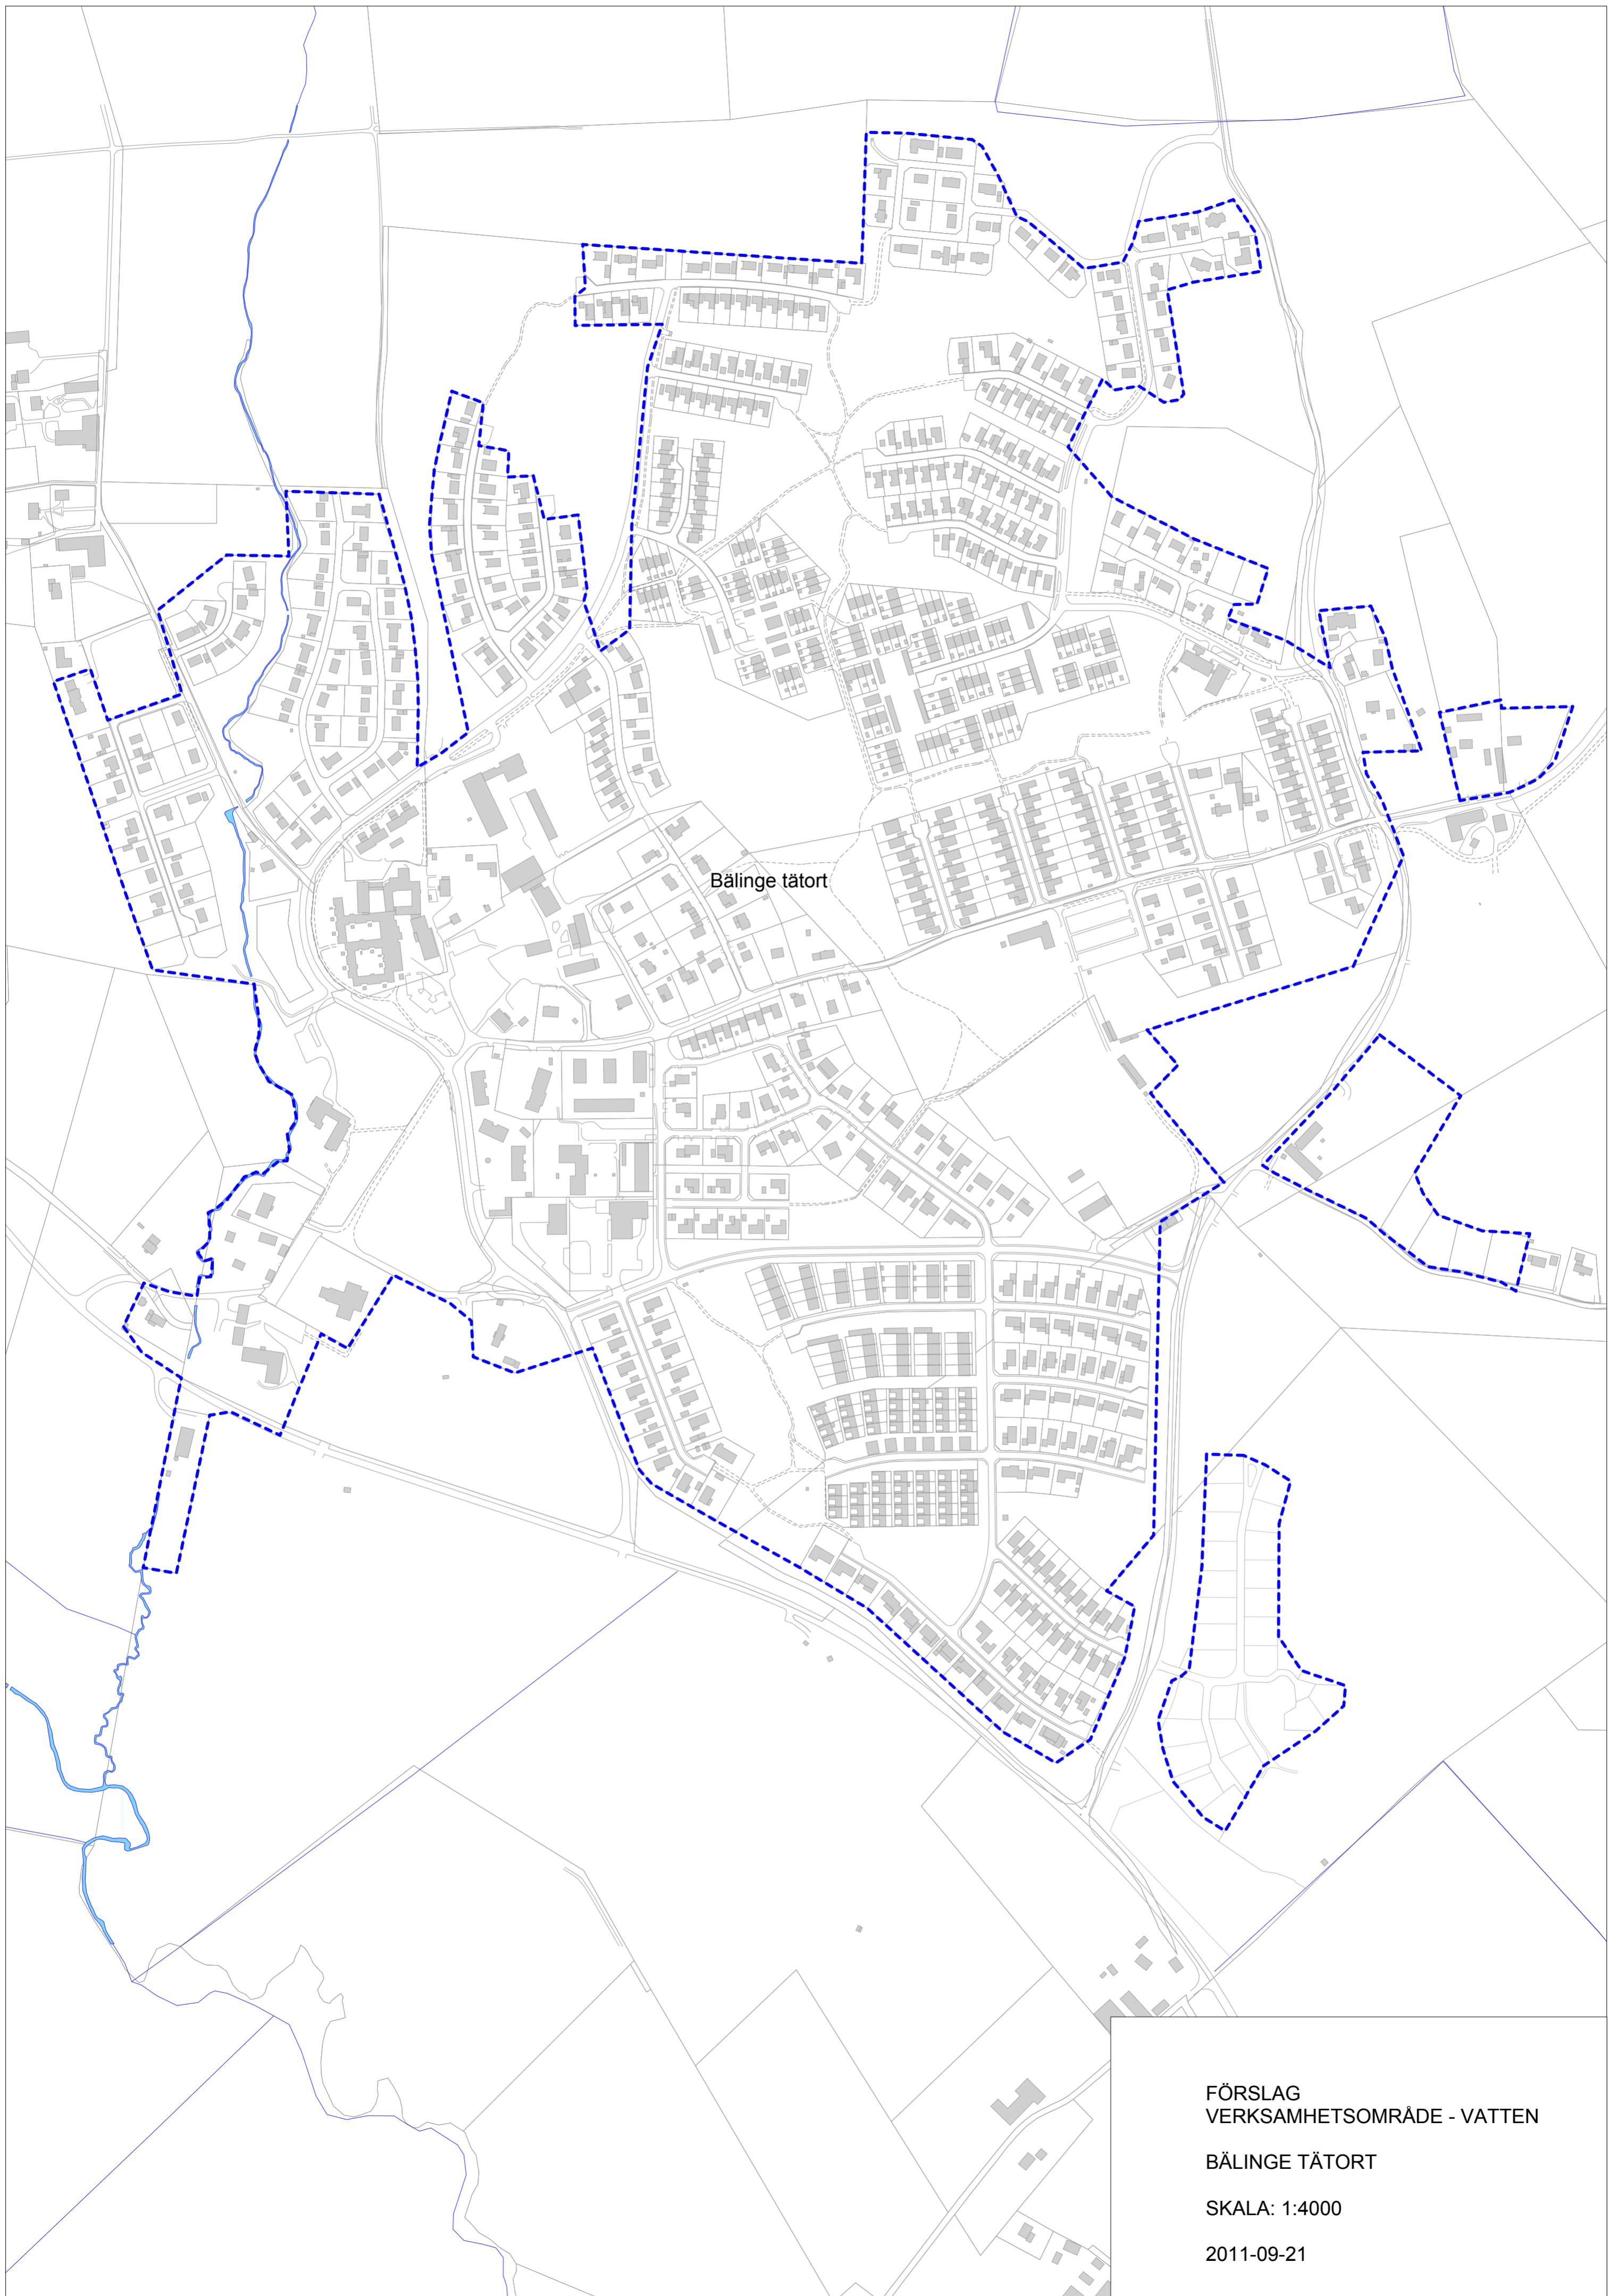 Bälinge tätort
FÖRSLAG
VERKSAMHETSOMRÅDE - VATTEN
BÄLINGE TÄTORT
SKALA: 1:4000
2011-09-21